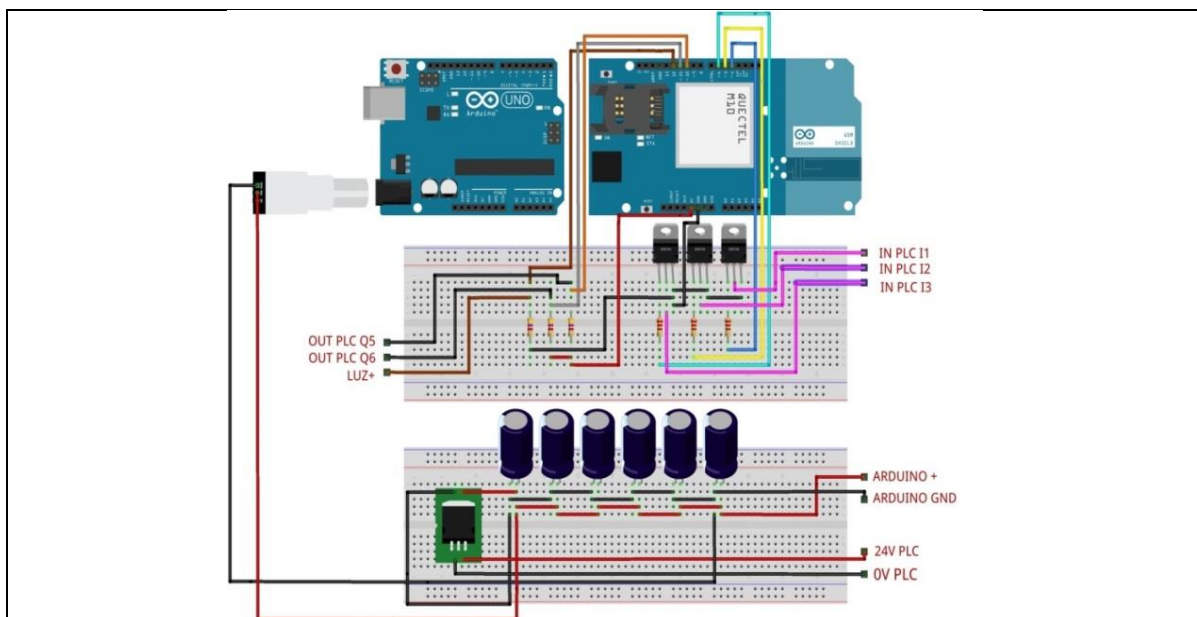 UNO
Arduino
QUECTEL
M10
IN PLC I1
IN PLC I2
IN PLC I3
OUT PLC Q5
OUT PLC Q6
LUZ+
ARDUINO +
ARDUINO GND
24V PLC
0V PLC